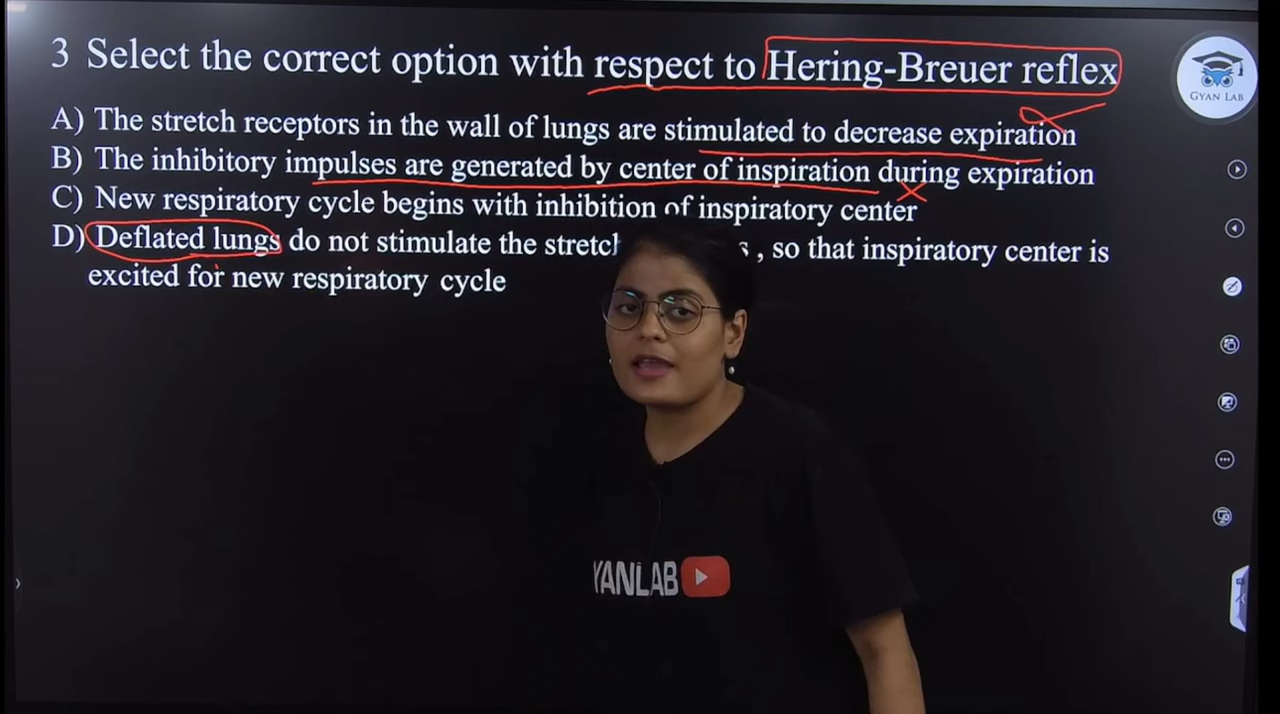 3 Select the correct option with respect to Hering-Breuer reflex
GYAN LAB
A) The stretch receptors in the wall of lungs are stimulated to decrease expiration
B) The inhibitory impulses are generated by center of inspiration during expiration
C) New respiratory cycle begins with inhibition of inspiratory center
D) Deflated lungs do not stimulate the , so that inspiratory center is
excited for new respiratory cycle
YANLAB